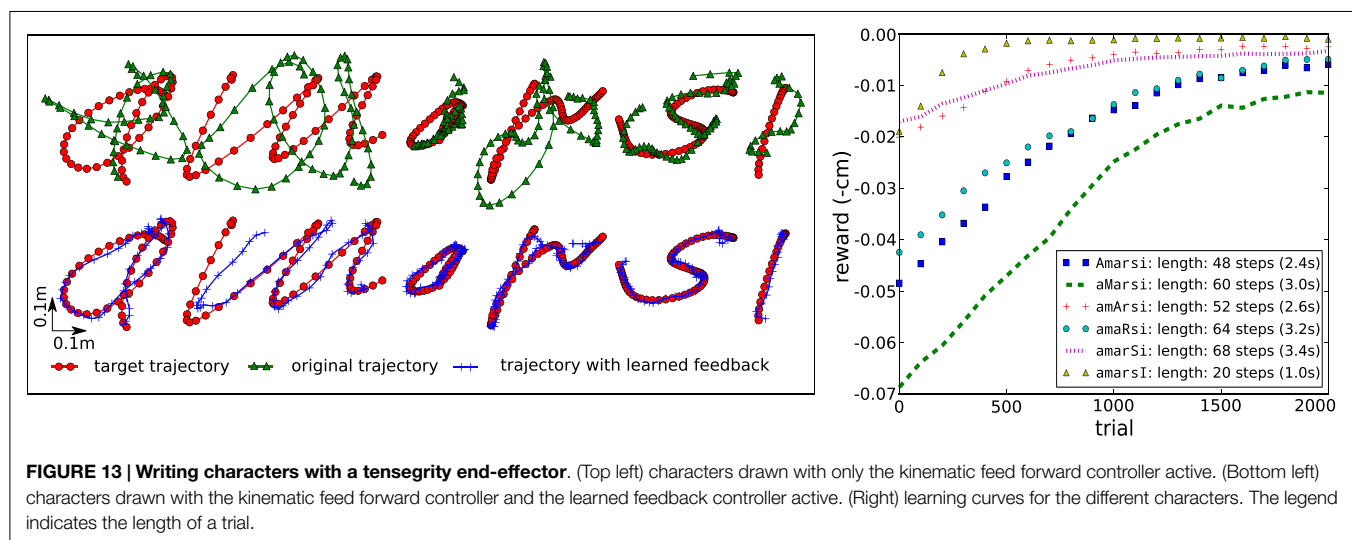 0.1m
0.1m
target trajectory original trajectory trajectory with learned feedback
0.00
-0.01
-0.02
-0.03
-0.04
-0.05
-0.06
-0.07
reward (-cm)
Amarsi: length: 48 steps (2.4s)
aMarsi: length: 60 steps (3.0s)
amArsi: length: 52 steps (2.6s)
amaRsi: length: 64 steps (3.2s)
amarSi: length: 68 steps (3.4s)
amarsI: length: 20 steps (1.0s)
0 500 1000 1500 2000
trial
FIGURE 13 | Writing characters with a tensegrity end-effector. (Top left) characters drawn with only the kinematic feed forward controller active. (Bottom left)
characters drawn with the kinematic feed forward controller and the learned feedback controller active. (Right) learning curves for the different characters. The legend
indicates the length of a trial.